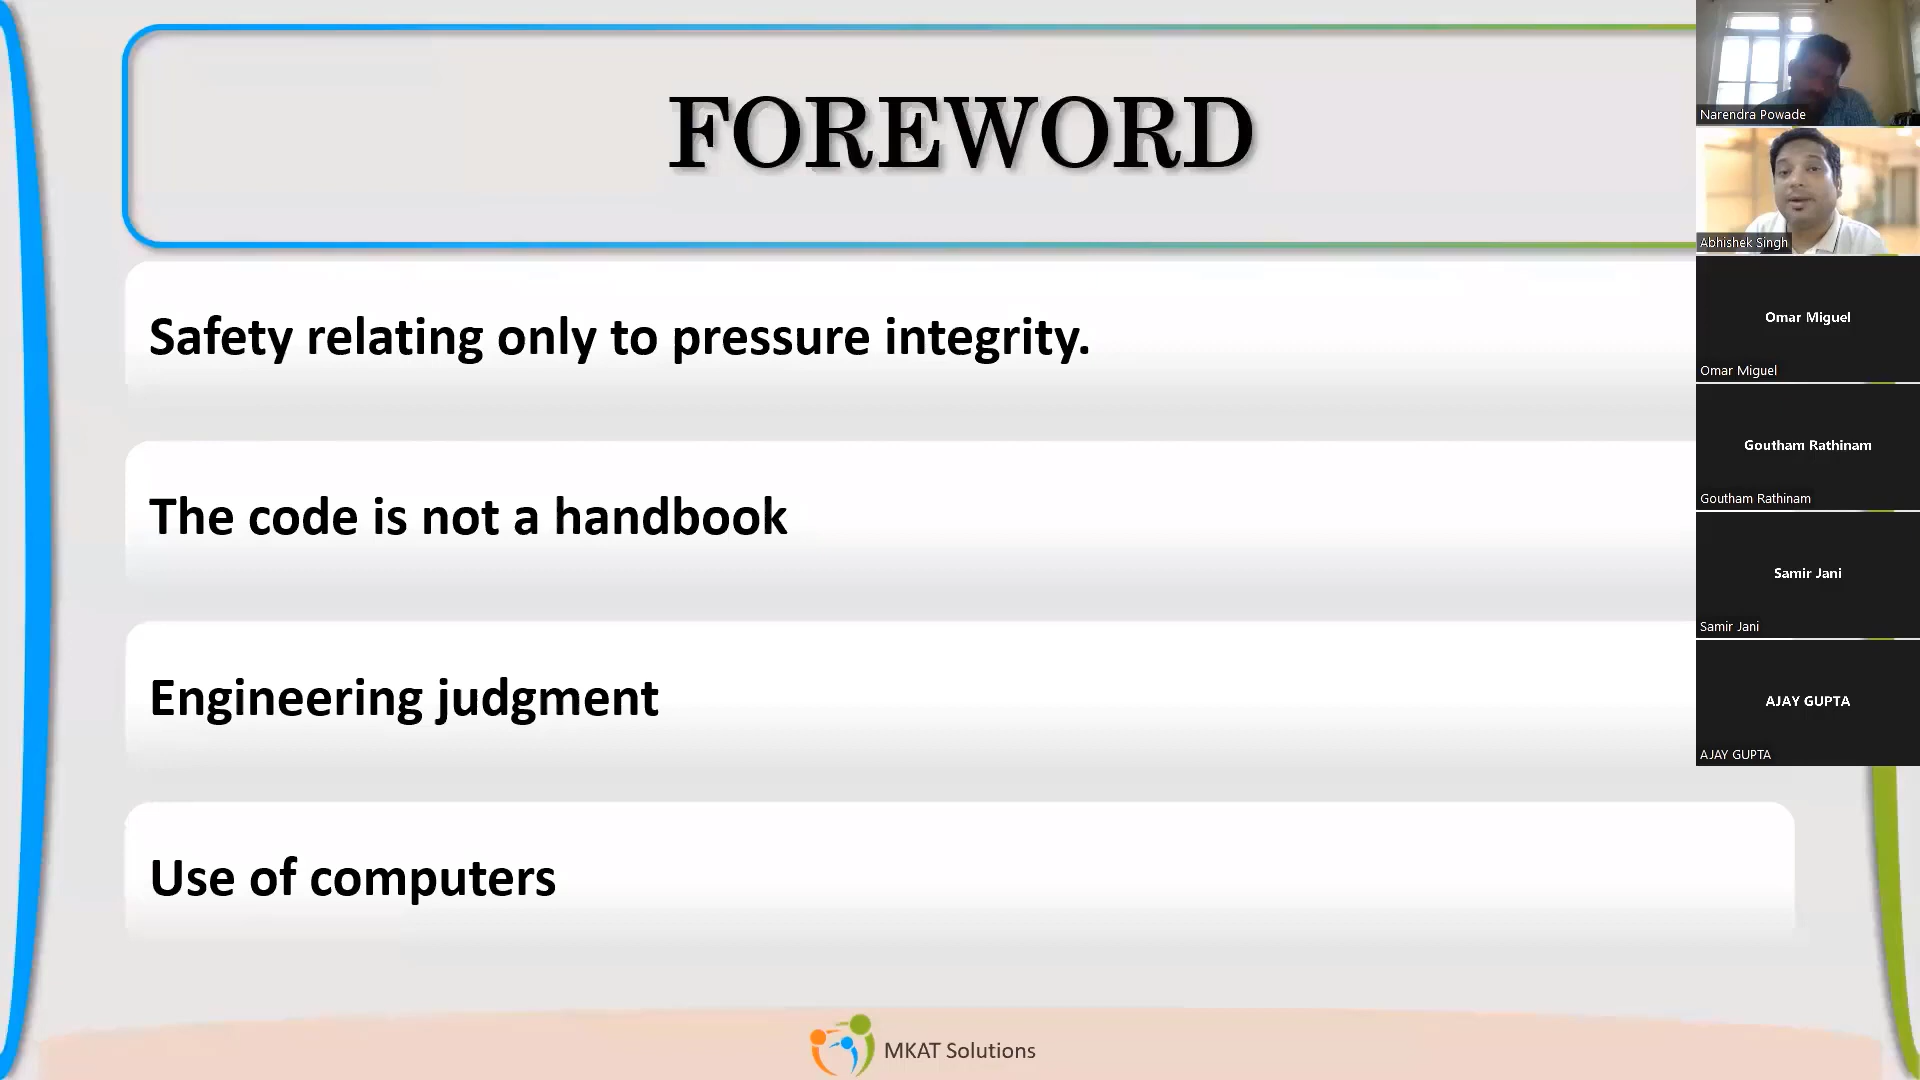 FOREWORD
Safety relating only to pressure integrity.
The code is not a handbook
Engineering judgment
Use of computers
MKAT Solutions
Narendra Powade
Abhishek Singh
Omar Miguel
Omar Miguel
Goutham Rathinam
Goutham Rathinam
Samir Jani
Samir Jani
AJAY GUPTA
AJAY GUPTA